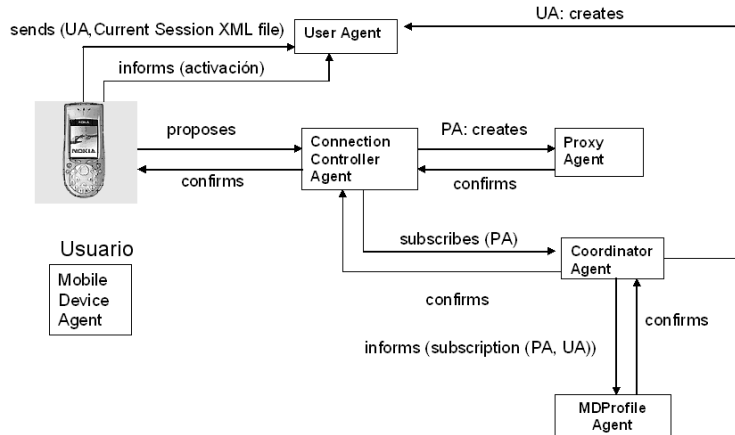 UA: creates
sends (UA,Current Session XML file)
User Agent
informs (activación)
NOKIA
proposes
confirms
Connection
Controller
Agent
PA: creates
confirms
Proxy
Agent
subscribes (PA)
confirms
Coordinator
Agent
Usuario
Mobile
Device
Agent
informs (subscription (PA, UA))
confirms
MDProfile
Agent